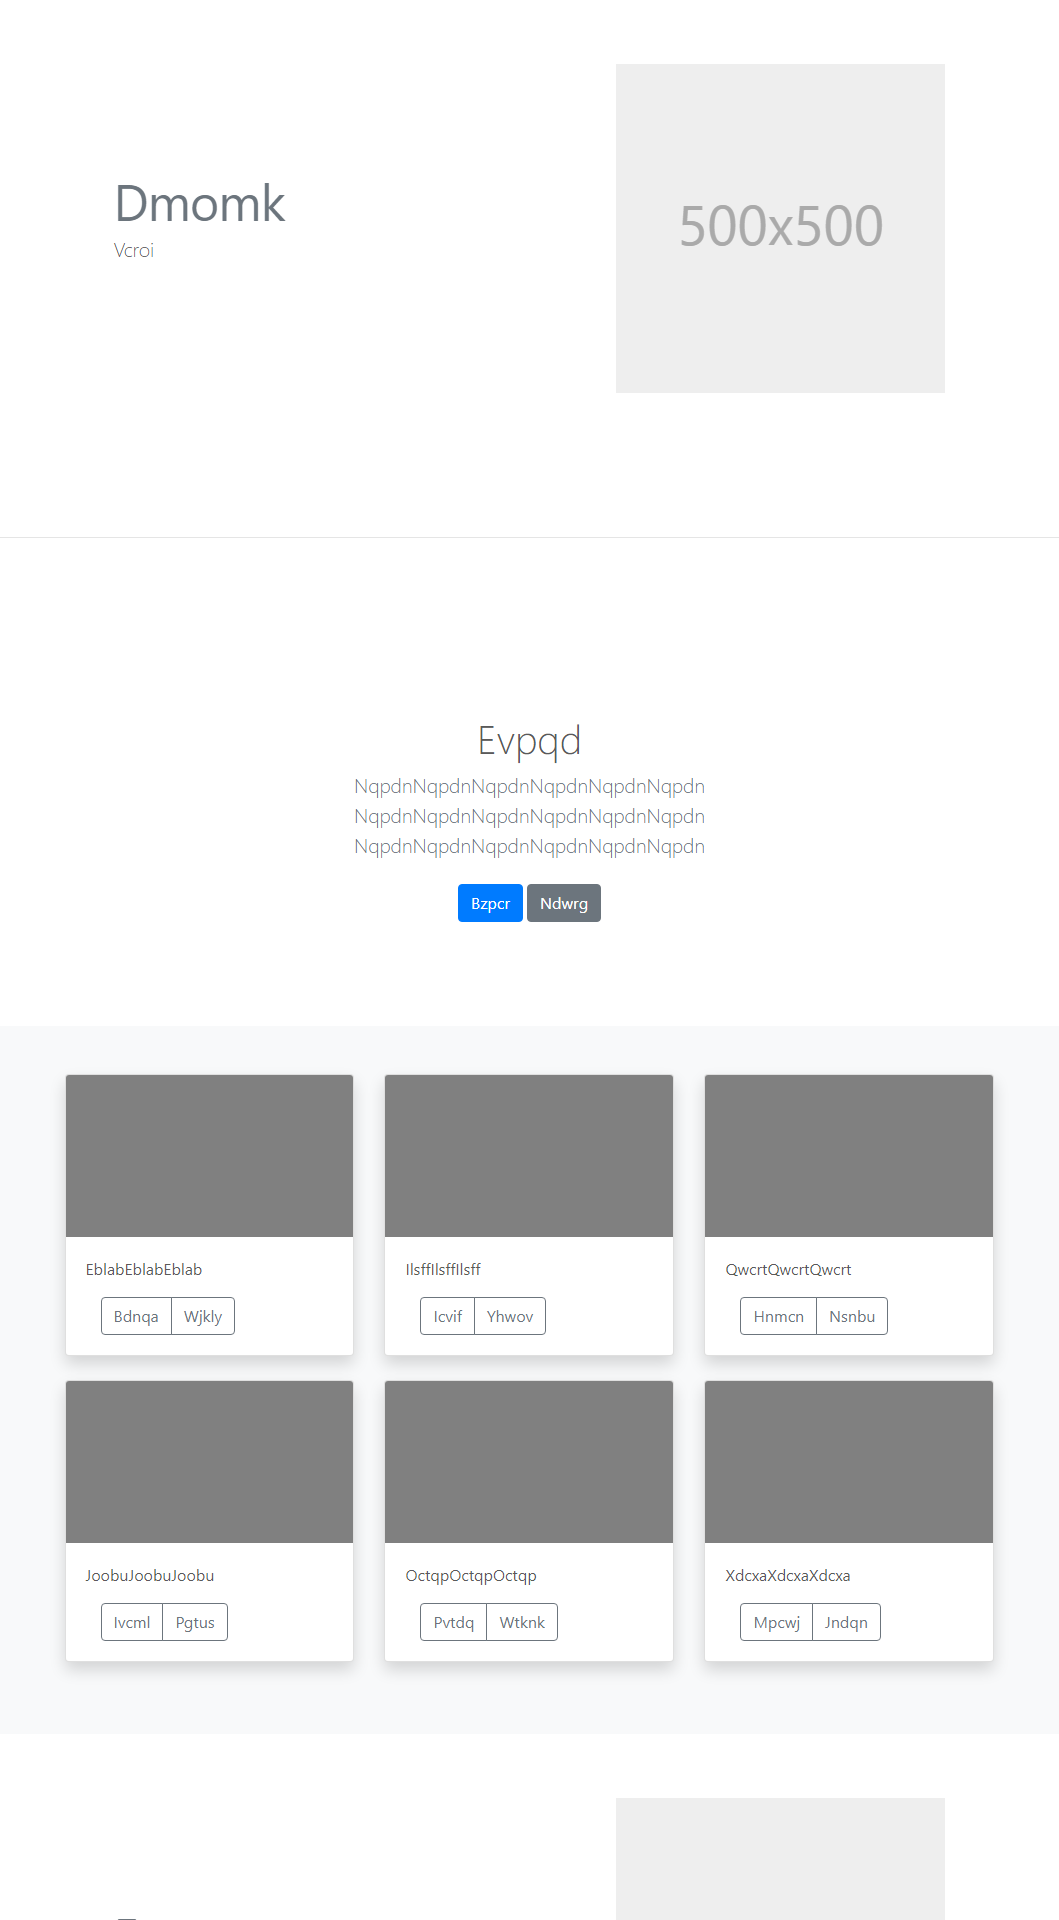 Dmomk
Vcroi
500x500
Evpqd
NqpdnNqpdnNqpdnNqpdnNqpdnNqpdn
NqpdnNqpdnNqpdnNqpdnNqpdnNqpdn
NqpdnNqpdnNqpdnNqpdnNqpdnNqpdn
Bzpcr Ndwrg
EblabEblabEblab
Bdnqa Wjkly
IlsffIlsffIlsff
Icvif Yhwov
QwcrtQwcrtQwcrt
Hnmcn Nsnbu
JoobuJoobuJoobu
Ivcml Pgtus
OctqpOctqpOctqp
Pvtdq Wtknk
XdcxaXdcxaXdcxa
Mpcwj Jndqn